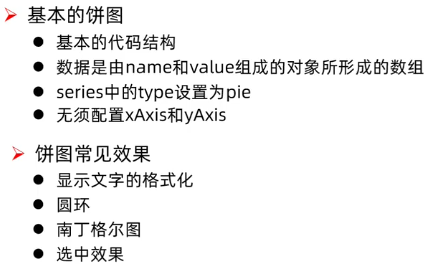 基本的饼图
基本的代码结构
数据是由name和value组成的对象所形成的数组
series中的type设置为pie
无须配置xAxis和yAxis
饼图常见效果
显示文字的格式化
圆环
南丁格尔图
选中效果